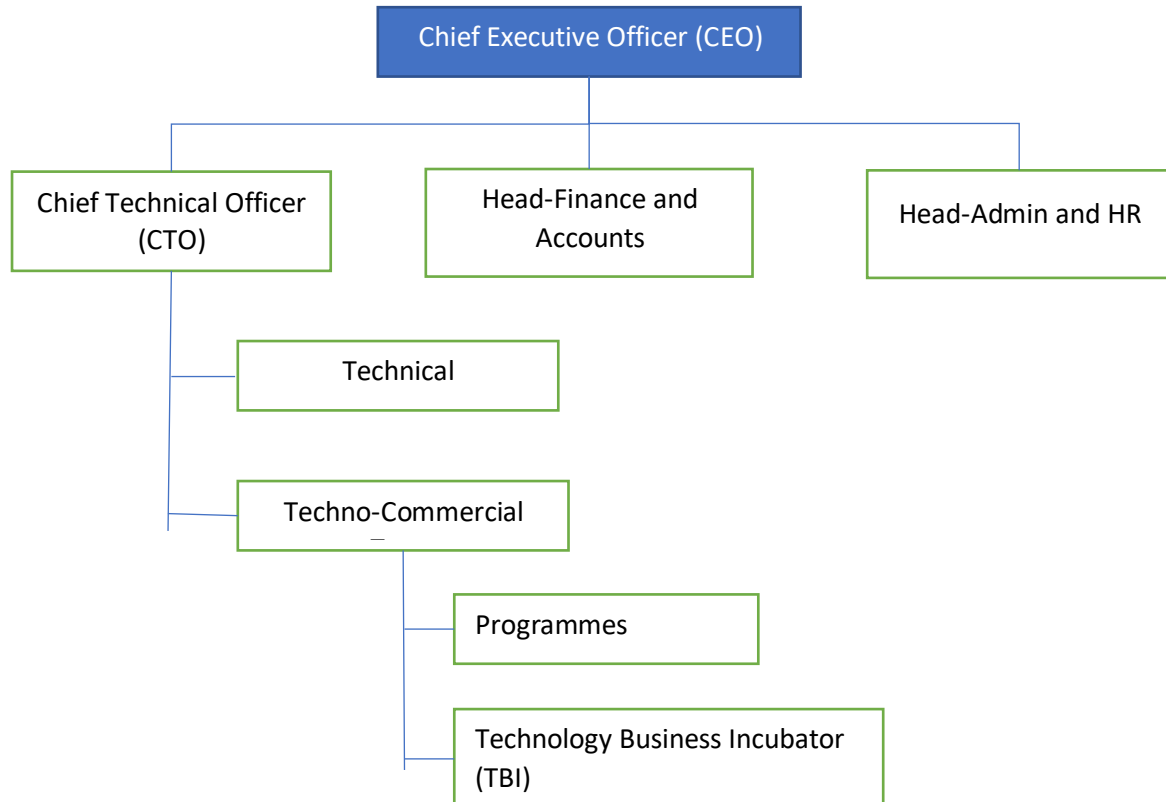 Chief Executive Officer (CEO)
Chief Technical Officer
(CTO)
Head-Finance and
Accounts
Head-Admin and HR
Technical
Techno-Commercial
Programmes
Technology Business Incubator
(TBI)